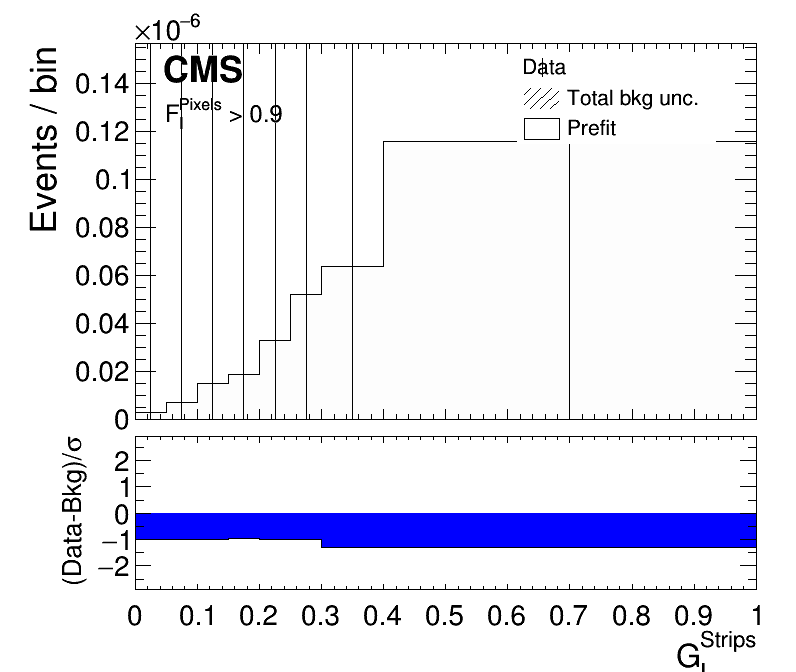 ×10⁻⁶
CMS
Data
F_I^Pixels > 0.9
Total bkg unc.
Prefit
Events / bin
0.14
0.12
0.1
0.08
0.06
0.04
0.02
0
(Data-Bkg)/σ
2
1
0
−1
−2
0 0.1 0.2 0.3 0.4 0.5 0.6 0.7 0.8 0.9 1
G_I^Strips